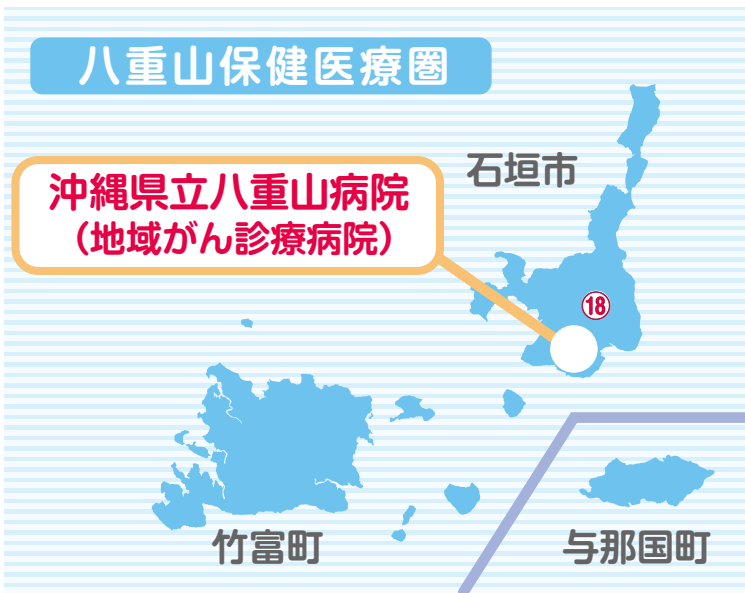 八重山保健医療圏
石垣市
沖縄県立八重山病院
（地域がん診療病院）
⑱
竹富町
与那国町